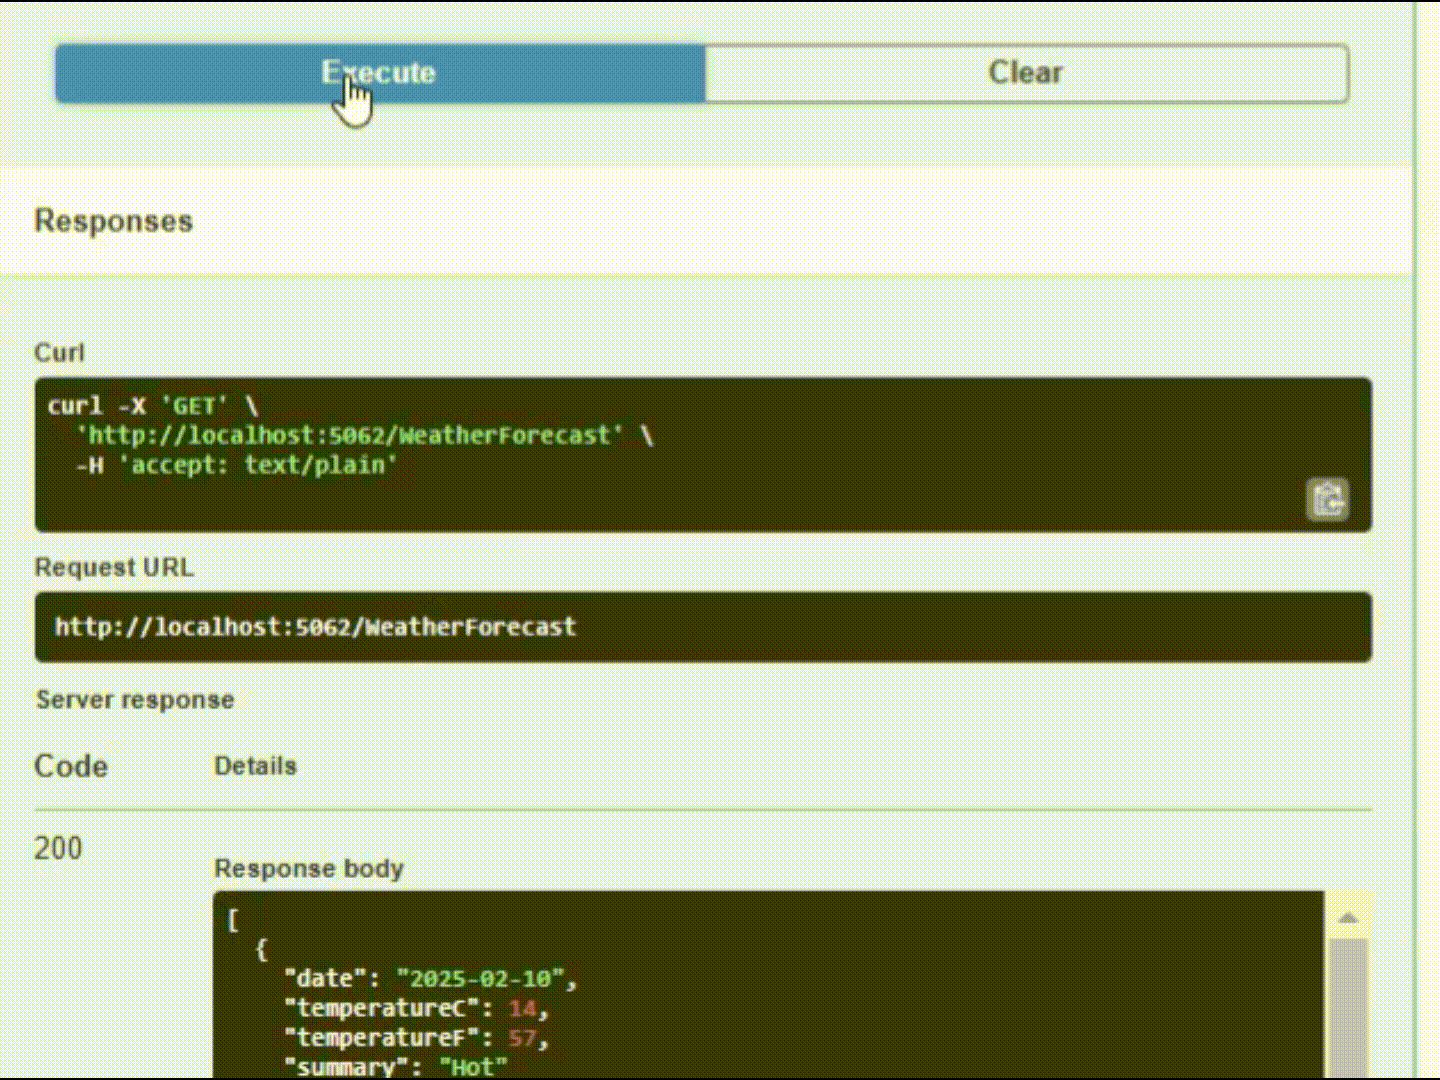 Execute
Clear
Responses
Curl
curl -X 'GET' \
'http://localhost:5062/WeatherForecast' \
-H 'accept: text/plain'
Request URL
http://localhost:5062/WeatherForecast
Server response
Code
Details
200
Response body
[
{
"date": "2025-02-10",
"temperatureC": 14,
"temperatureF": 57,
"summary": "Hot"